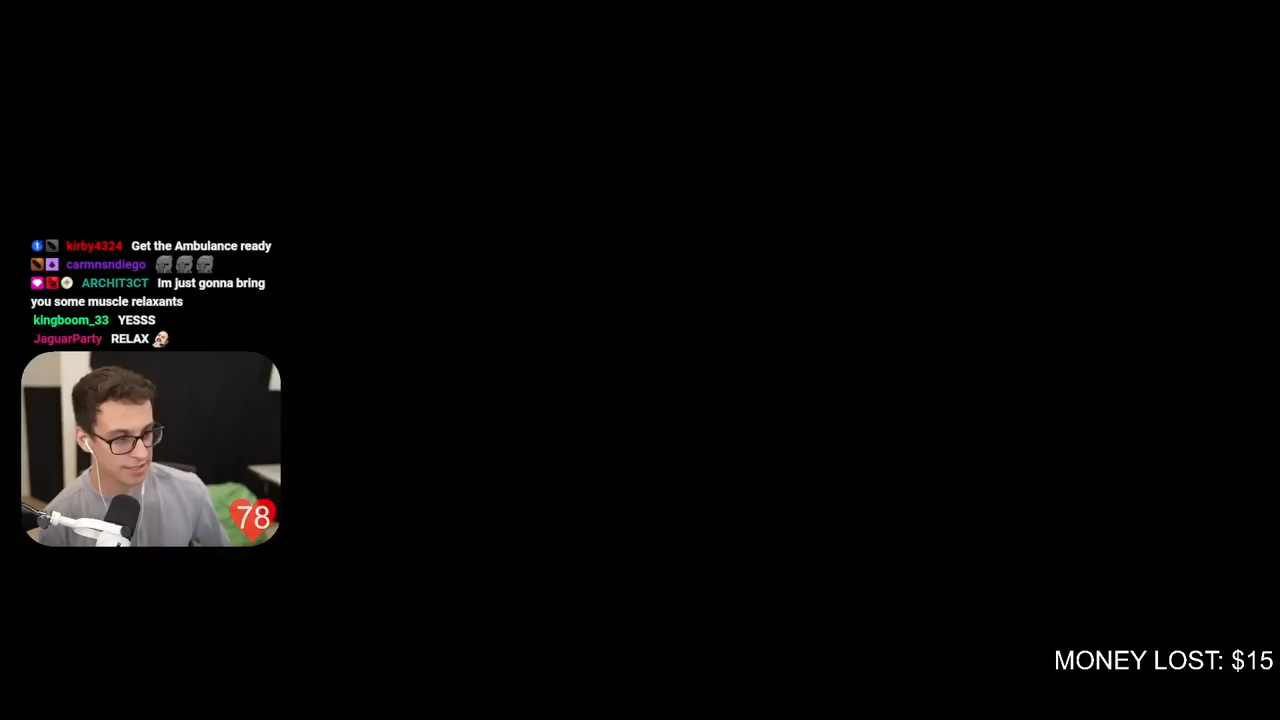 kirby4324 Get the Ambulance ready
carmnsndiego
ARCHIT3CT Im just gonna bring
you some muscle relaxants
kingboom_33 YESSS
JaguarParty RELAX
78
MONEY LOST: $15